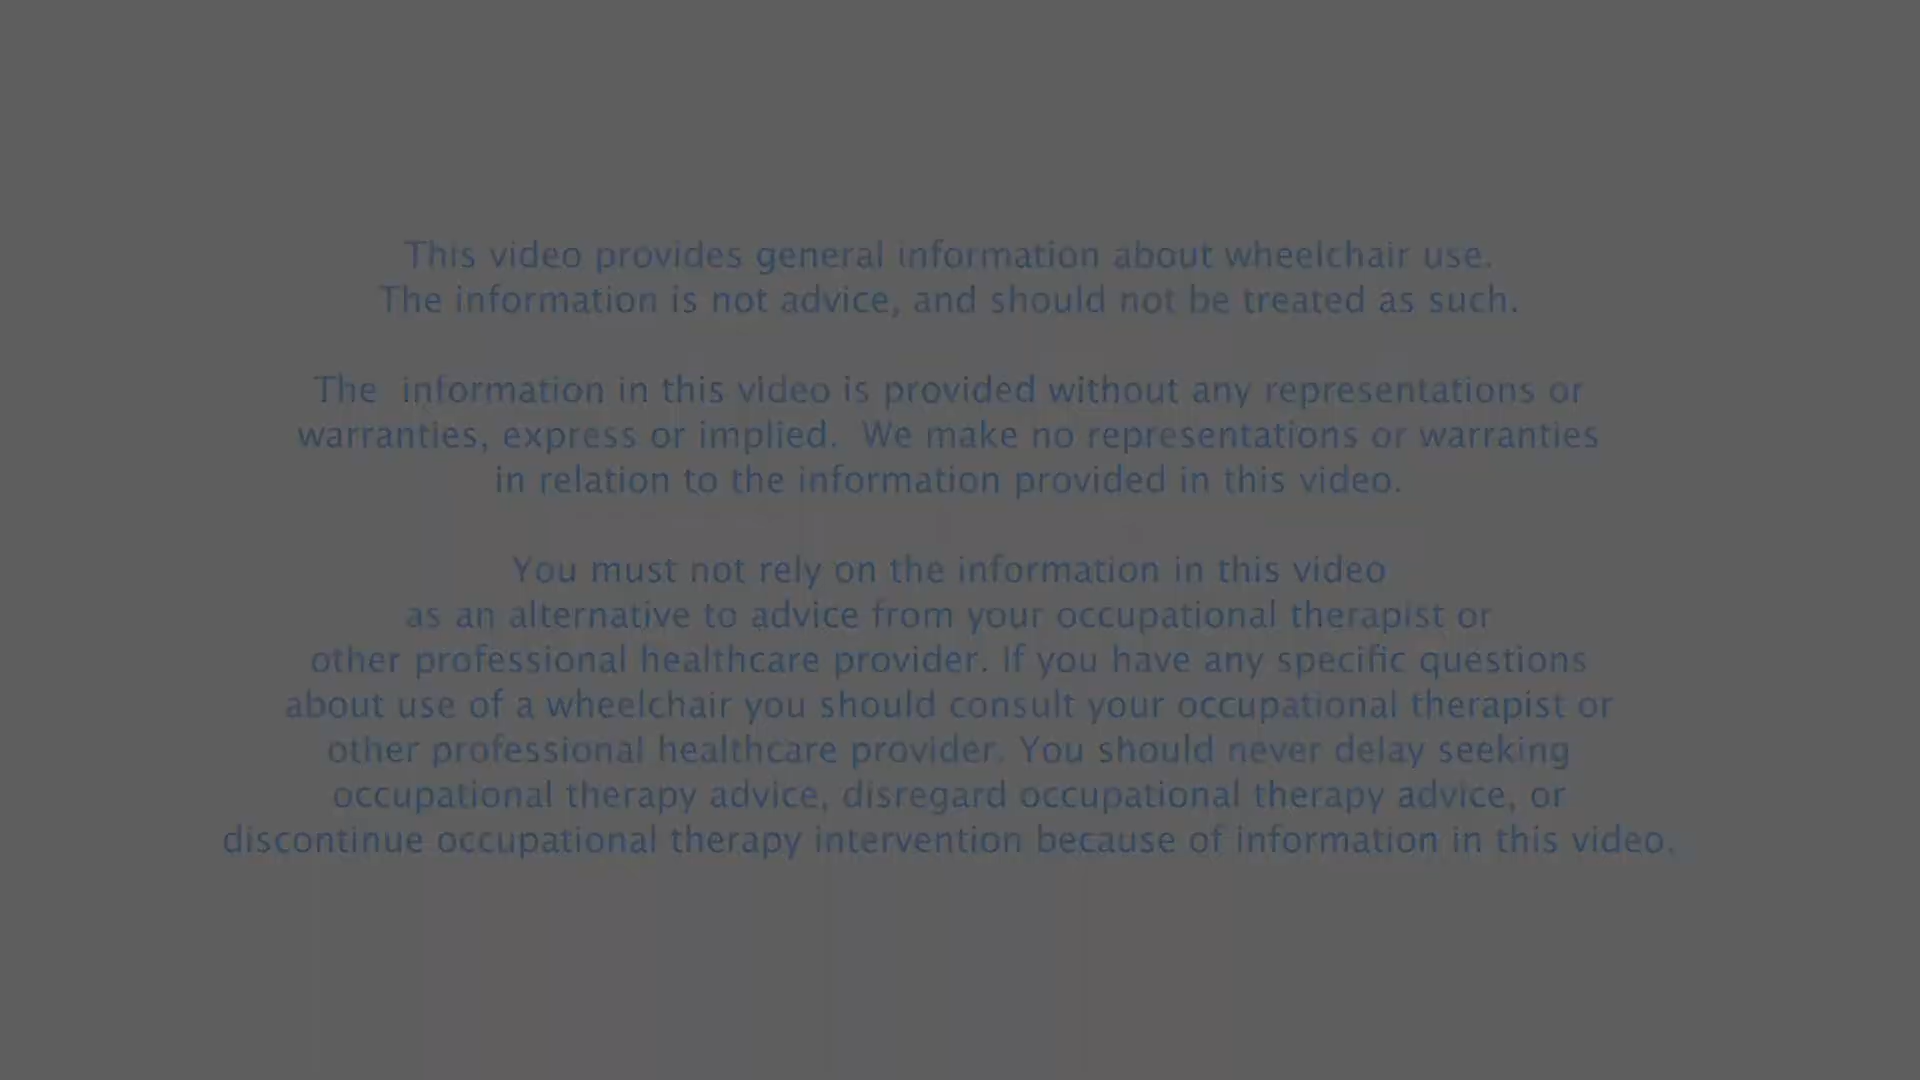 This video provides general information about wheelchair use.
The information is not advice, and should not be treated as such.
The  information in this video is provided without any representations or
warranties, express or implied.  We make no representations or warranties
in relation to the information provided in this video.
You must not rely on the information in this video
as an alternative to advice from your occupational therapist or
other professional healthcare provider. If you have any specific questions
about use of a wheelchair you should consult your occupational therapist or
other professional healthcare provider. You should never delay seeking
occupational therapy advice, disregard occupational therapy advice, or
discontinue occupational therapy intervention because of information in this video.